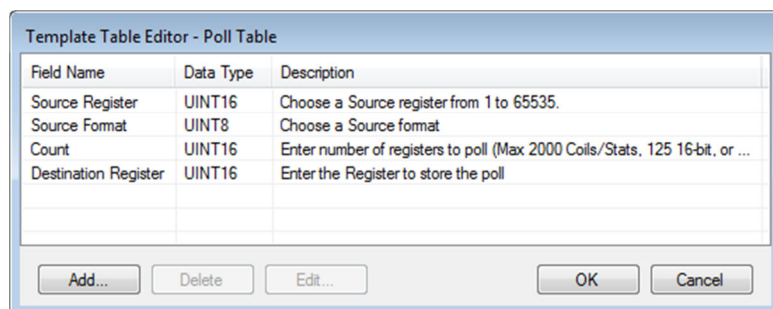 Template Table Editor - Poll Table
Field Name Data Type Description
Source Register UINT16 Choose a Source register from 1 to 65535.
Source Format UINT8 Choose a Source format
Count UINT16 Enter number of registers to poll (Max 2000 Coils/Stats, 125 16-bit, or ...
Destination Register UINT16 Enter the Register to store the poll
Add... Delete Edit... OK Cancel